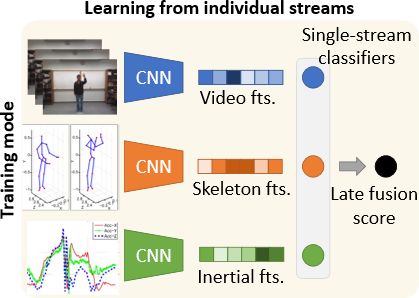 Learning from individual streams
Training mode
CNN
Video fts.
Single-stream
classifiers
CNN
Skeleton fts.
Late fusion
score
Acc-X
Acc-Y
Acc-Z
CNN
Inertial fts.